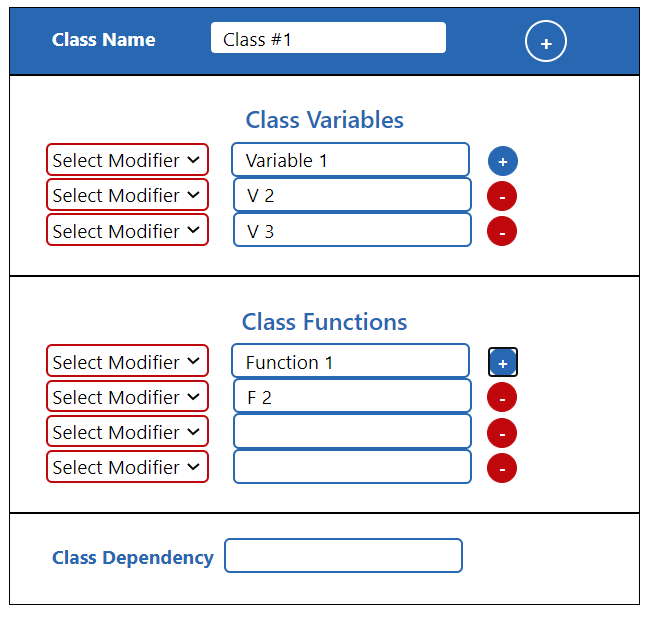 Class Name Class #1 +
Class Variables
Select Modifier Variable 1 +
Select Modifier V 2 -
Select Modifier V 3 -
Class Functions
Select Modifier Function 1 +
Select Modifier F 2 -
Select Modifier -
Select Modifier -
Class Dependency